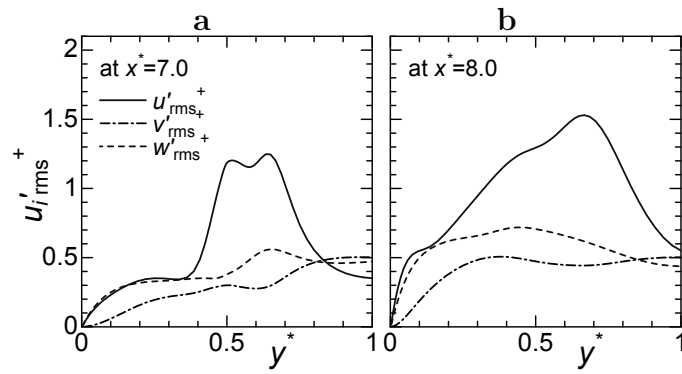 a b
at x*=7.0
u'rms+
v'rms+
w'rms+
at x*=8.0
ui'rms+
2
1.5
1
0.5
0
0.5
1
0
0.5
1
y*
y*